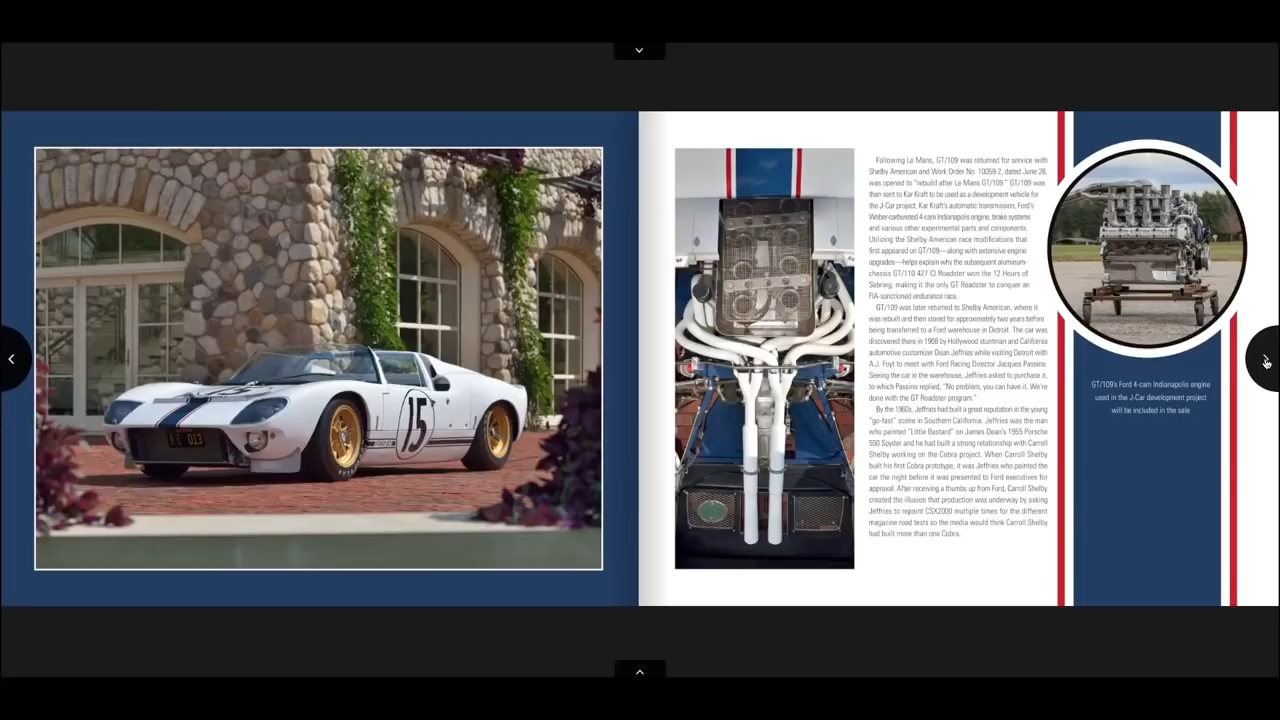 15
013
Following Le Mans, GT/109 was returned for service with
Shelby American and Work Order No. 10059-2, dated June 28,
was opened to "rebuild after Le Mans GT/109." GT/109 was
then sent to Kar Kraft to be used as a development vehicle for
the J-Car project, Kar Kraft's automatic transmission, Ford's
Weber-carbureted 4-cam Indianapolis engine, brake systems
and various other experimental parts and components.
Utilizing the Shelby American race modifications that
first appeared on GT/109—along with extensive engine
upgrades—helps explain why the subsequent aluminum-
chassis GT/110 427 CI Roadster won the 12 Hours of
Sebring, making it the only GT Roadster to conquer an
FIA-sanctioned endurance race.
GT/109 was later returned to Shelby American, where it
was rebuilt and then stored for approximately two years before
being transferred to a Ford warehouse in Detroit. The car was
discovered there in 1968 by Hollywood stuntman and California
automotive customizer Dean Jeffries while visiting Detroit with
A.J. Foyt to meet with Ford Racing Director Jacques Passino.
Seeing the car in the warehouse, Jeffries asked to purchase it,
to which Passino replied, "No problem, you can have it. We're
done with the GT Roadster program."
By the 1960s, Jeffries had built a great reputation in the young
"go-fast" scene in Southern California. Jeffries was the man
who painted "Little Bastard" on James Dean's 1955 Porsche
550 Spyder and he had built a strong relationship with Carroll
Shelby working on the Cobra project. When Carroll Shelby
built his first Cobra prototype, it was Jeffries who painted the
car the night before it was presented to Ford executives for
approval. After receiving a thumbs up from Ford, Carroll Shelby
created the illusion that production was underway by asking
Jeffries to repaint CSX2000 multiple times for the different
magazine road tests so the media would think Carroll Shelby
had built more than one Cobra.
GT/109's Ford 4-cam Indianapolis engine
used in the J-Car development project
will be included in the sale